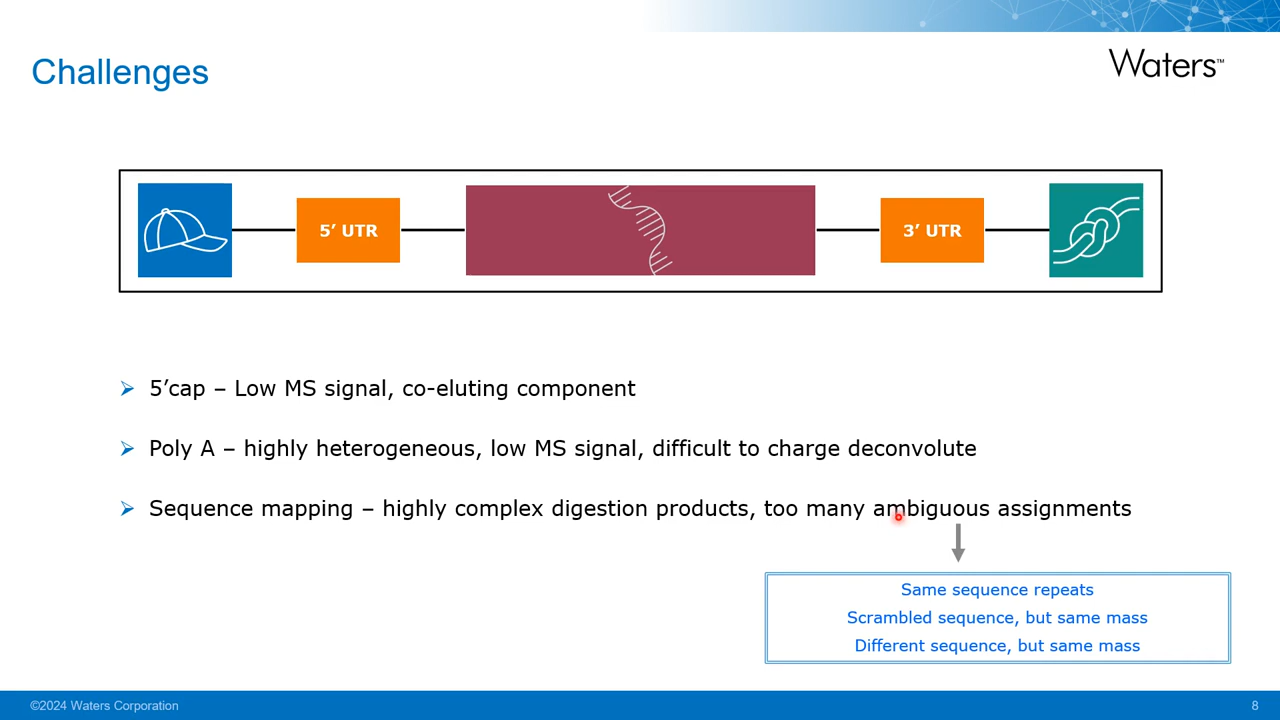 Challenges
Waters™
5’ UTR
3’ UTR
5’cap – Low MS signal, co-eluting component
Poly A – highly heterogeneous, low MS signal, difficult to charge deconvolute
Sequence mapping – highly complex digestion products, too many ambiguous assignments
Same sequence repeats
Scrambled sequence, but same mass
Different sequence, but same mass
©2024 Waters Corporation
8